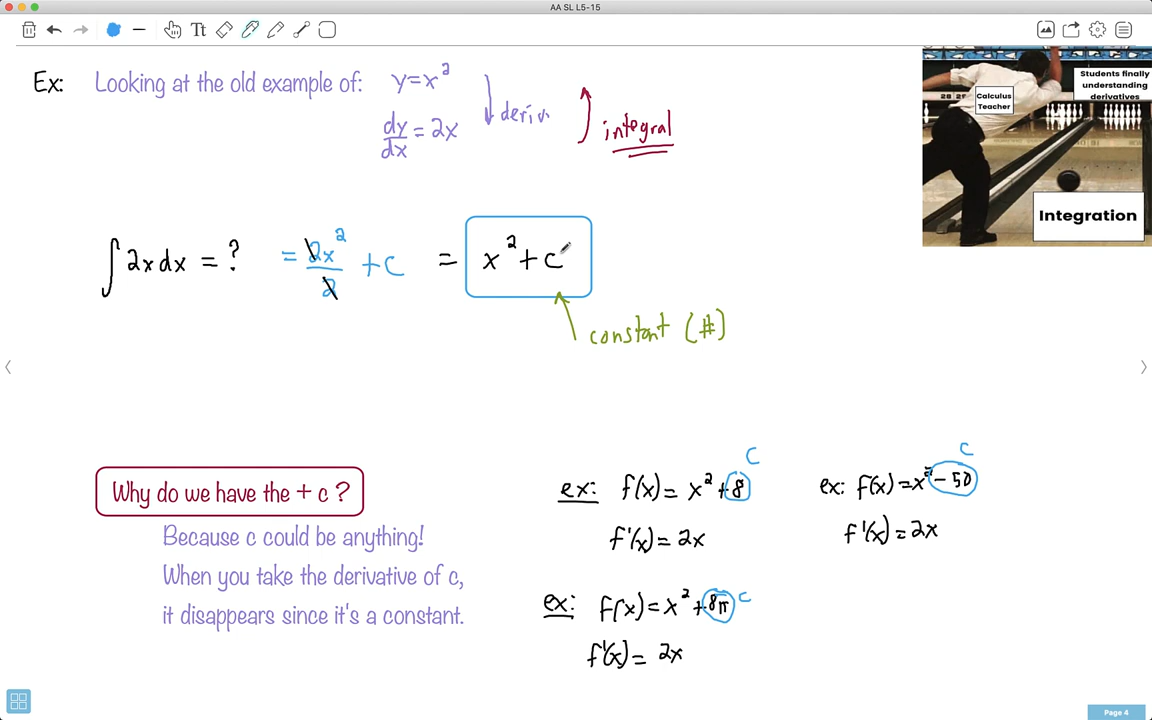 AA SL L5-15
Tt
Ex: Looking at the old example of: y=x²
dy/dx = 2x
deriv.
integral
28 2
Calculus
Teacher
Students finally
understanding
derivatives
Integration
∫2x dx = ? = 2x²/2 + c = x² + c
constant (#)
Why do we have the + c ?
Because c could be anything!
When you take the derivative of c,
it disappears since it's a constant.
c
ex: f(x) = x² + 8
f'(x) = 2x
c
ex: f(x) = x² - 50
f'(x) = 2x
ex: f(x) = x² + 8π c
f'(x) = 2x
Page 4